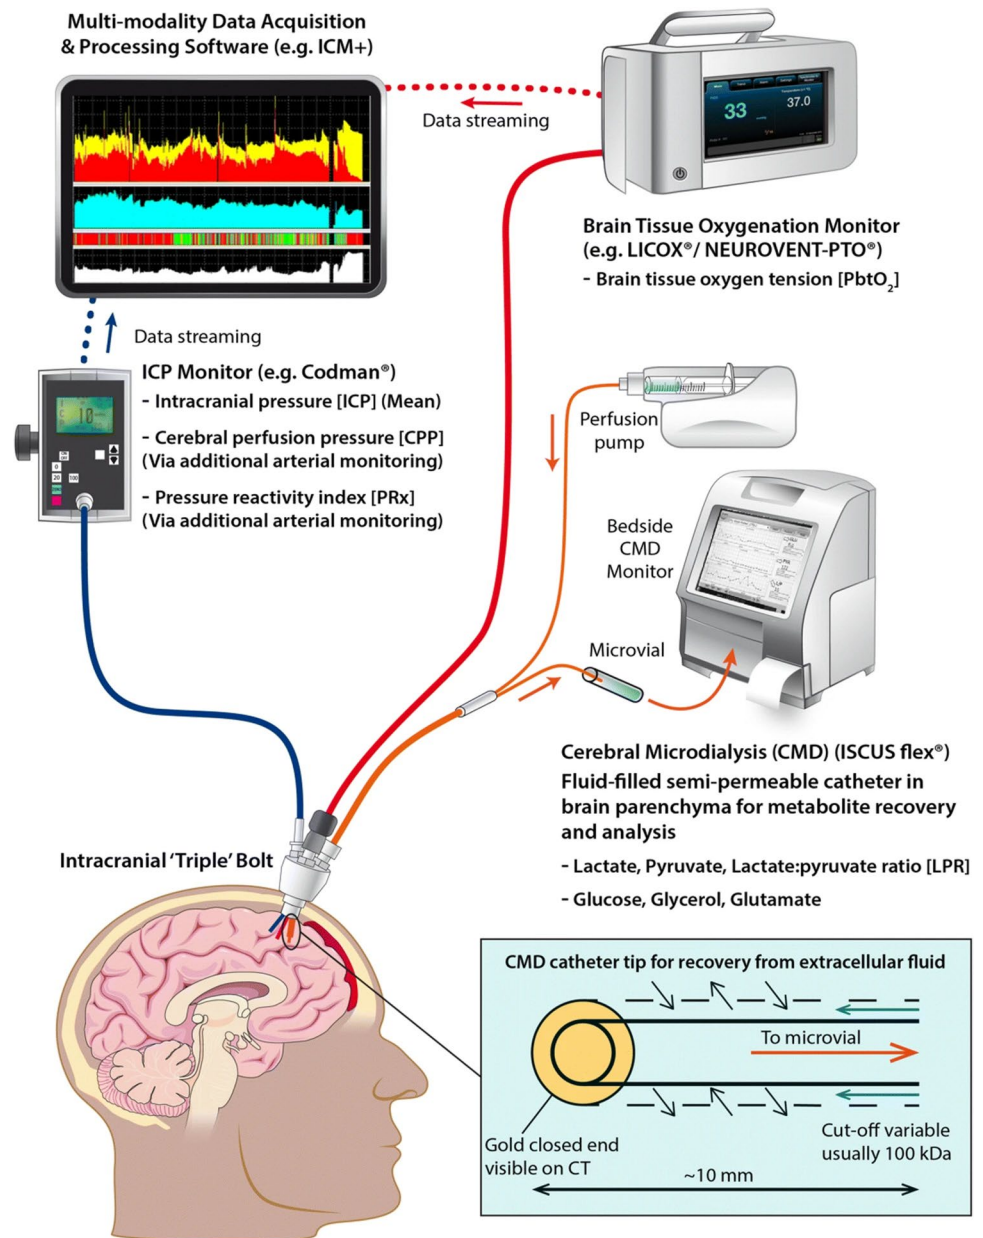 Multi-modality Data Acquisition
& Processing Software (e.g. ICM+)
Data streaming
33
37.0
Brain Tissue Oxygenation Monitor
(e.g. LICOX®/ NEUROVENT-PTO®)
- Brain tissue oxygen tension [PbtO₂]
Data streaming
ICP Monitor (e.g. Codman®)
- Intracranial pressure [ICP] (Mean)
- Cerebral perfusion pressure [CPP]
(Via additional arterial monitoring)
- Pressure reactivity index [PRx]
(Via additional arterial monitoring)
10
0
20
100
Perfusion
pump
Bedside
CMD
Monitor
Microvial
Cerebral Microdialysis (CMD) (ISCUS flex®)
Fluid-filled semi-permeable catheter in
brain parenchyma for metabolite recovery
and analysis
- Lactate, Pyruvate, Lactate:pyruvate ratio [LPR]
- Glucose, Glycerol, Glutamate
Intracranial ‘Triple’ Bolt
CMD catheter tip for recovery from extracellular fluid
To microvial
Gold closed end
visible on CT
Cut-off variable
usually 100 kDa
~10 mm